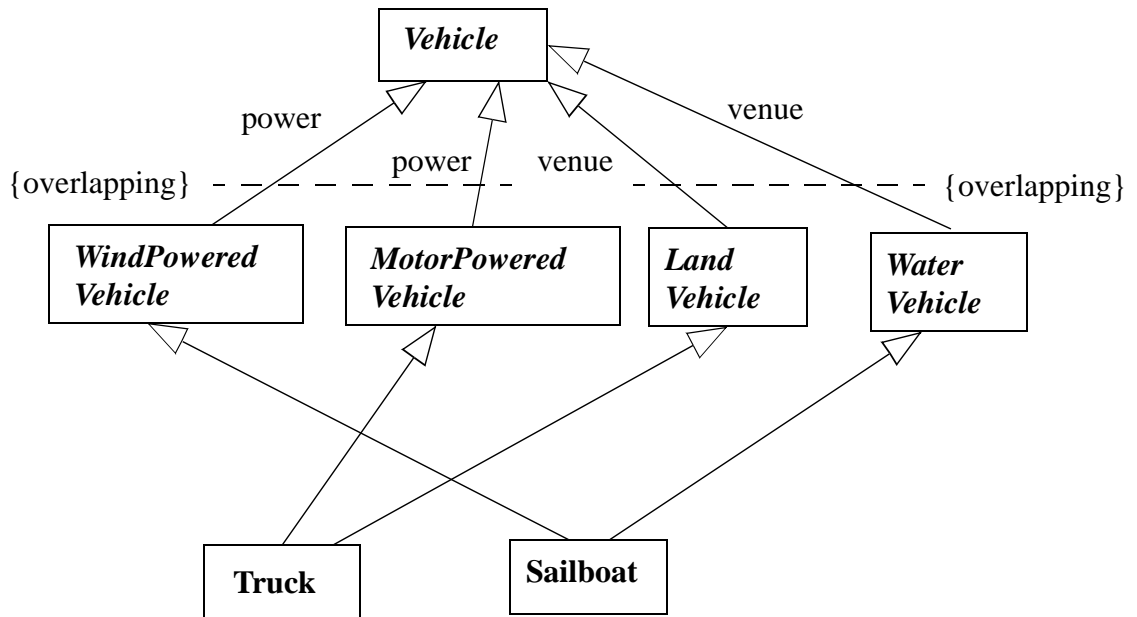 Vehicle
power
venue
power
venue
{overlapping}
{overlapping}
WindPowered
Vehicle
MotorPowered
Vehicle
Land
Vehicle
Water
Vehicle
Truck
Sailboat